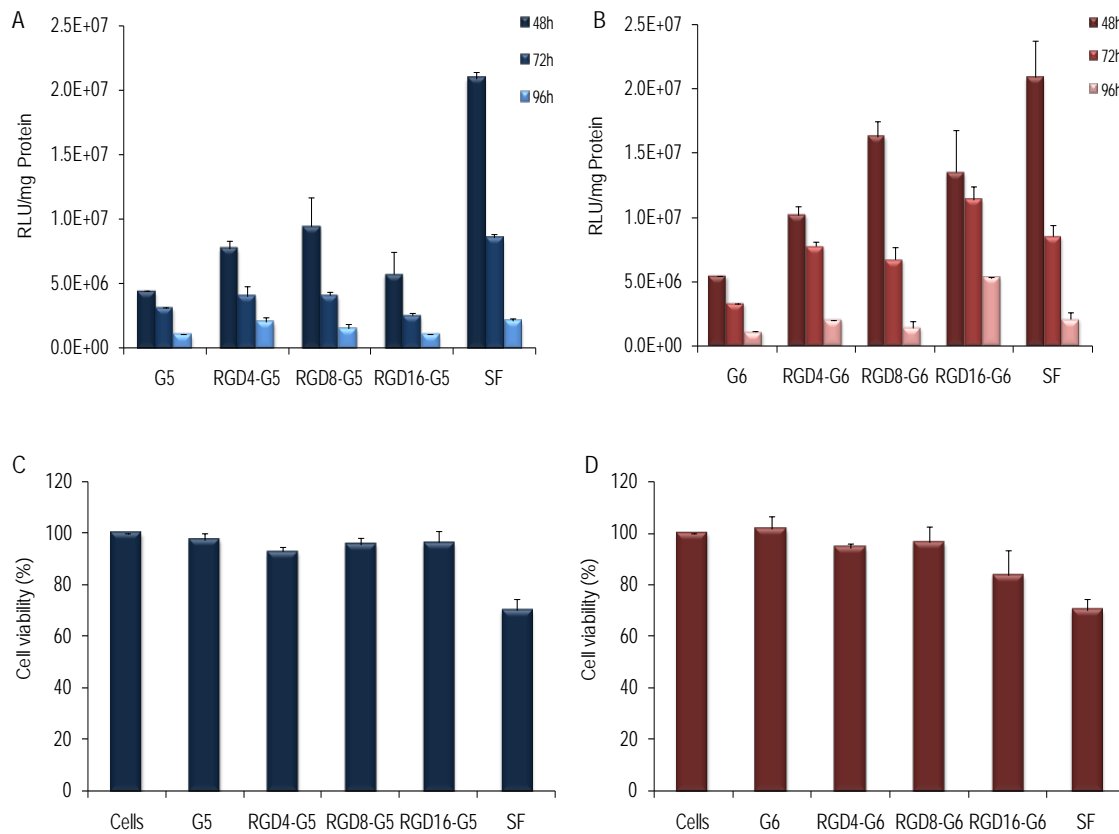 A
RLU/mg Protein
2.5E+07
2.0E+07
1.5E+07
1.0E+07
5.0E+06
0.0E+00
48h
72h
96h
G5 RGD4-G5 RGD8-G5 RGD16-G5 SF
B
RLU/mg Protein
2.5E+07
2.0E+07
1.5E+07
1.0E+07
5.0E+06
0.0E+00
48h
72h
96h
G6 RGD4-G6 RGD8-G6 RGD16-G6 SF
C
Cell viability (%)
120
100
80
60
40
20
0
Cells G5 RGD4-G5 RGD8-G5 RGD16-G5 SF
D
Cell viability (%)
120
100
80
60
40
20
0
Cells G6 RGD4-G6 RGD8-G6 RGD16-G6 SF